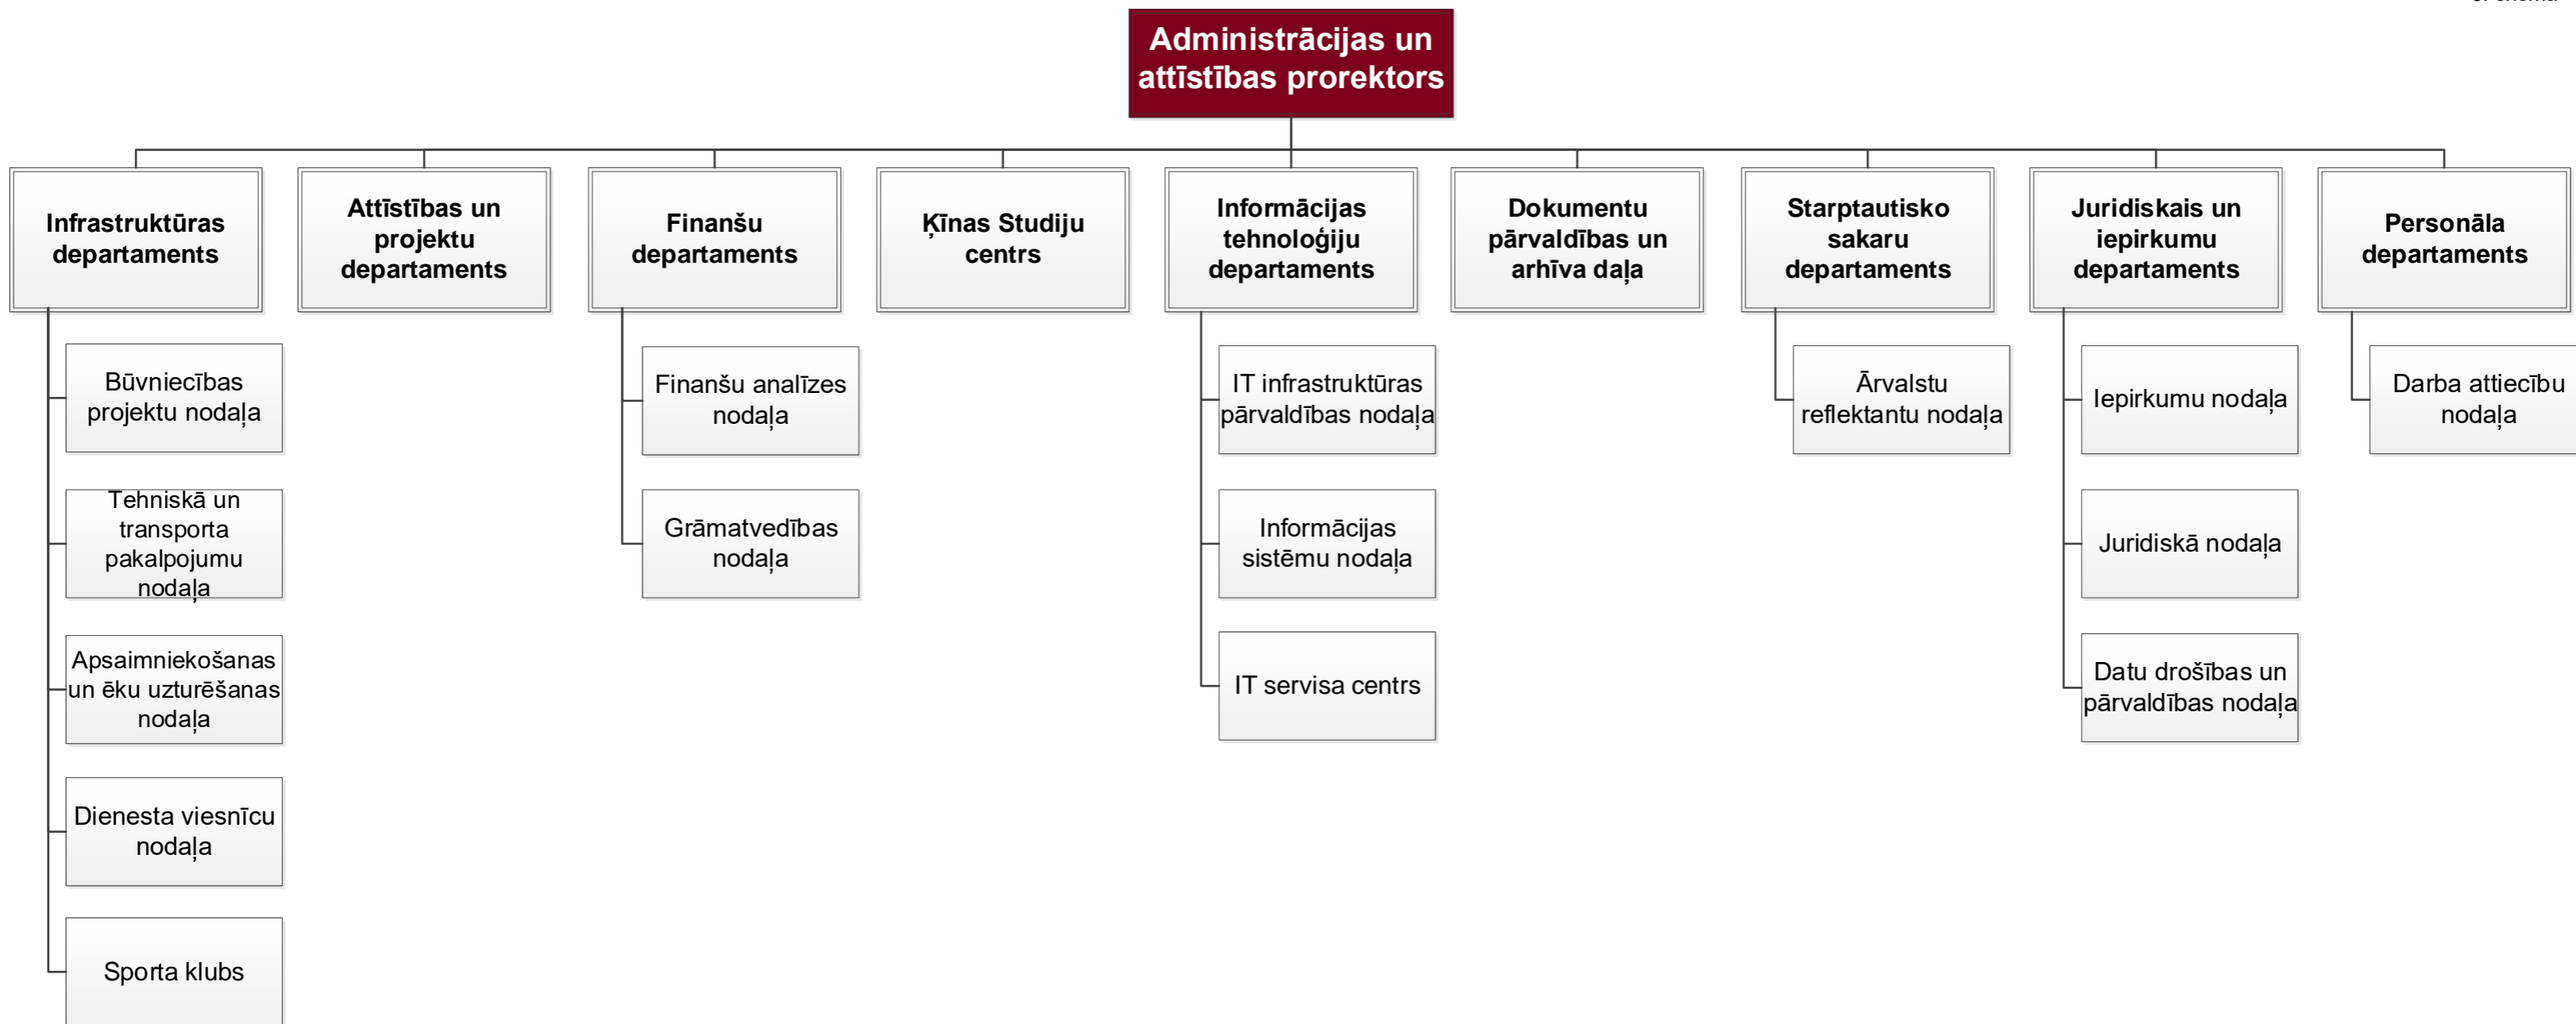 Administrācijas un
attīstības prorektors
Infrastruktūras
departaments
Attīstības un
projektu
departaments
Finanšu
departaments
Ķīnas Studiju
centrs
Informācijas
tehnoloģiju
departaments
Dokumentu
pārvaldības un
arhīva daļa
Starptautisko
sakaru
departaments
Juridiskais un
iepirkumu
departaments
Personāla
departaments
Būvniecības
projektu nodaļa
Tehniskā un
transporta
pakalpojumu
nodaļa
Apsaimniekošanas
un ēku uzturēšanas
nodaļa
Dienesta viesnīcu
nodaļa
Sporta klubs
Finanšu analīzes
nodaļa
Grāmatvedības
nodaļa
IT infrastruktūras
pārvaldības nodaļa
Informācijas
sistēmu nodaļa
IT servisa centrs
Ārvalstu
reflektantu nodaļa
Iepirkumu nodaļa
Juridiskā nodaļa
Datu drošības un
pārvaldības nodaļa
Darba attiecību
nodaļa